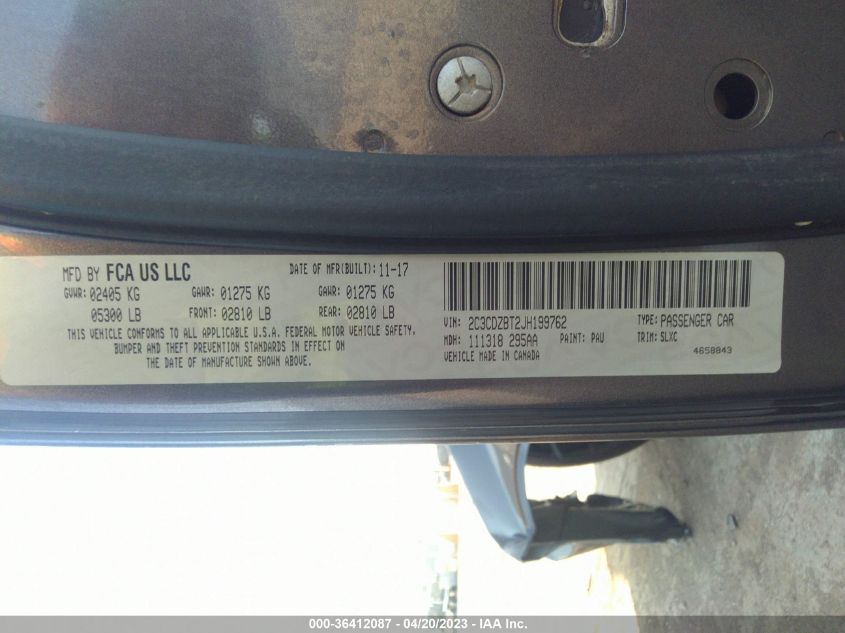 MFD BY FCA US LLC DATE OF MFR(BUILT): 11-17
GVWR: 02405 KG GAWR: 01275 KG GAWR: 01275 KG
05300 LB FRONT: 02810 LB REAR: 02810 LB
THIS VEHICLE CONFORMS TO ALL APPLICABLE U.S.A. FEDERAL MOTOR VEHICLE SAFETY.
BUMPER AND THEFT PREVENTION STANDARDS IN EFFECT ON
THE DATE OF MANUFACTURE SHOWN ABOVE.
VIN: 2C3CDZBT2JH199762 TYPE: PASSENGER CAR
MDH: 111318 295AA PAINT: PAU TRIM: SLXC
VEHICLE MADE IN CANADA 4658843
000-36412087 - 04/20/2023 - IAA Inc.